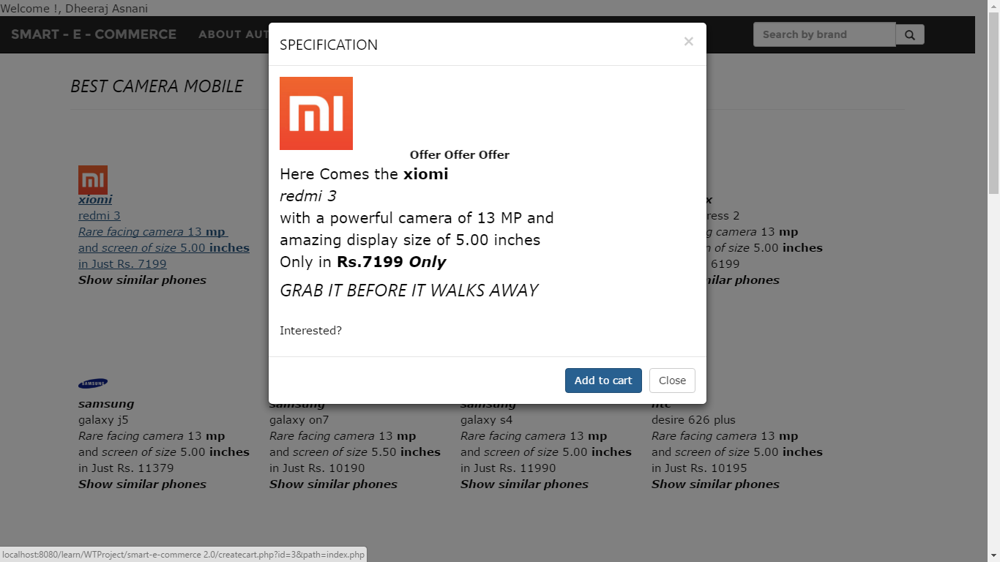 Welcome !, Dheeraj Asnani
SMART - E - COMMERCE
ABOUT AUT
Search by brand
BEST CAMERA MOBILE
SPECIFICATION
×
mi
Offer Offer Offer
Here Comes the xiomi
redmi 3
with a powerful camera of 13 MP and
amazing display size of 5.00 inches
Only in Rs.7199 Only
GRAB IT BEFORE IT WALKS AWAY
Interested?
Add to cart
Close
mi
xiomi
redmi 3
Rare facing camera 13 mp
and screen of size 5.00 inches
in Just Rs. 7199
Show similar phones
x
ress 2
g camera 13 mp
n of size 5.00 inches
6199
ilar phones
SAMSUNG
samsung
galaxy j5
Rare facing camera 13 mp
and screen of size 5.00 inches
in Just Rs. 11379
Show similar phones
samsung
galaxy on7
Rare facing camera 13 mp
and screen of size 5.50 inches
in Just Rs. 10190
Show similar phones
samsung
galaxy s4
Rare facing camera 13 mp
and screen of size 5.00 inches
in Just Rs. 11990
Show similar phones
htc
desire 626 plus
Rare facing camera 13 mp
and screen of size 5.00 inches
in Just Rs. 10195
Show similar phones
localhost:8080/learn/WTProject/smart-e-commerce 2.0/createcart.php?id=3&path=index.php